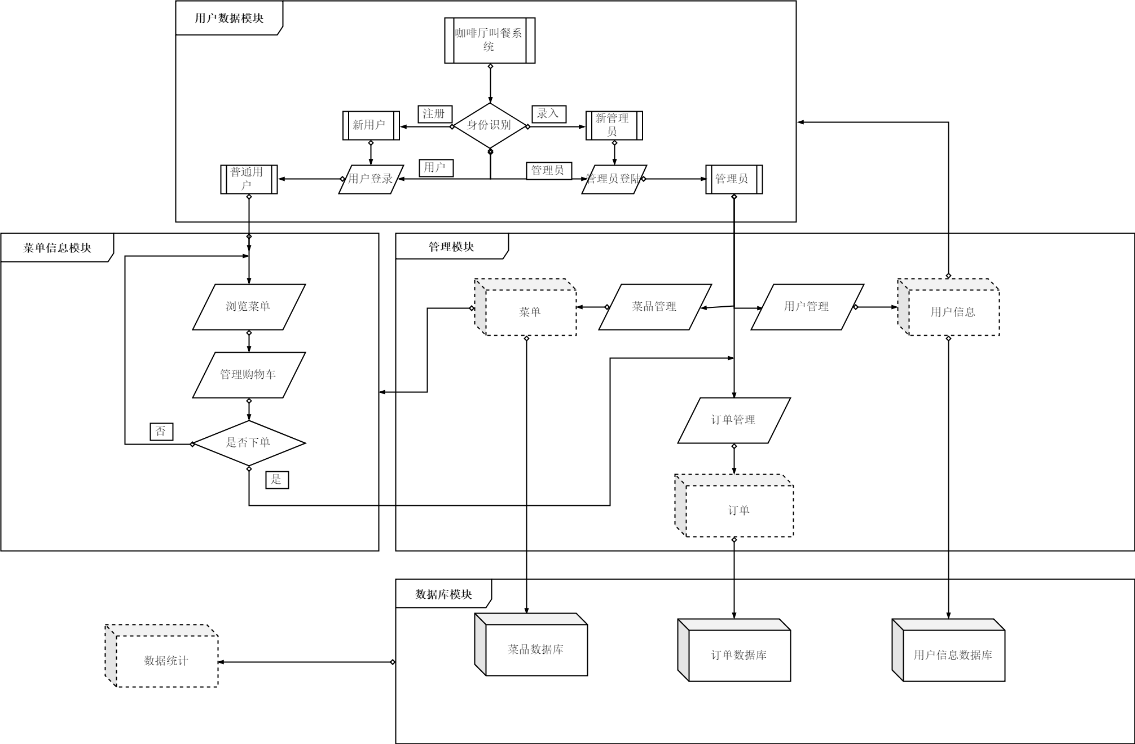 用户数据模块
咖啡厅叫餐系
统
注册
录入
新用户
身份识别
新管理
员
普通用
户
用户登录
用户
管理员
管理员登陆
管理员
菜单信息模块
管理模块
浏览菜单
菜单
菜品管理
用户管理
用户信息
管理购物车
否
是否下单
是
订单管理
订单
数据库模块
数据统计
菜品数据库
订单数据库
用户信息数据库